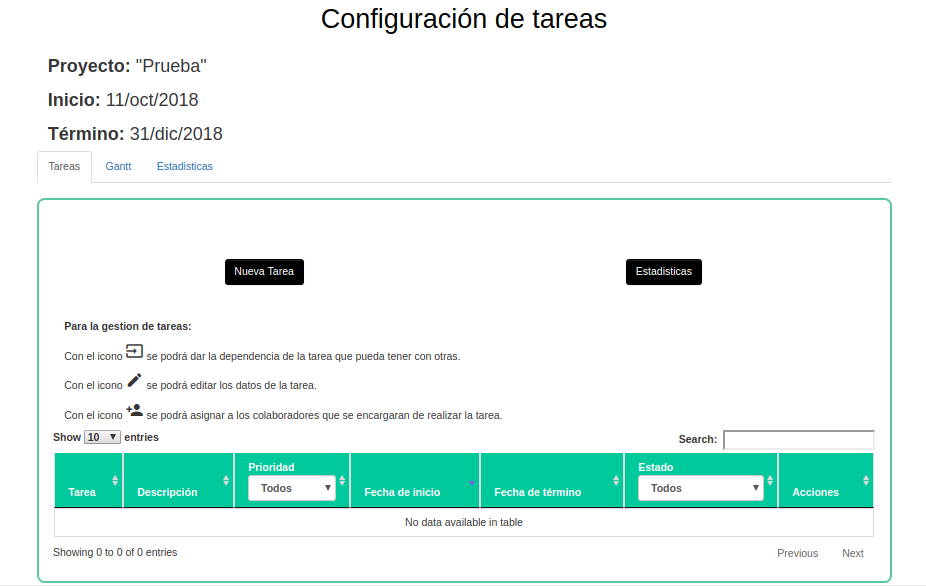 Configuración de tareas
Proyecto: "Prueba"
Inicio: 11/oct/2018
Término: 31/dic/2018
Tareas Gantt Estadisticas
Nueva Tarea Estadisticas
Para la gestion de tareas:
Con el icono se podrá dar la dependencia de la tarea que pueda tener con otras.
Con el icono se podrá editar los datos de la tarea.
Con el icono se podrá asignar a los colaboradores que se encargaran de realizar la tarea.
Show 10 entries Search:
Prioridad Estado
Todos Todos
Tarea Descripción Fecha de inicio Fecha de término Acciones
No data available in table
Showing 0 to 0 of 0 entries Previous Next